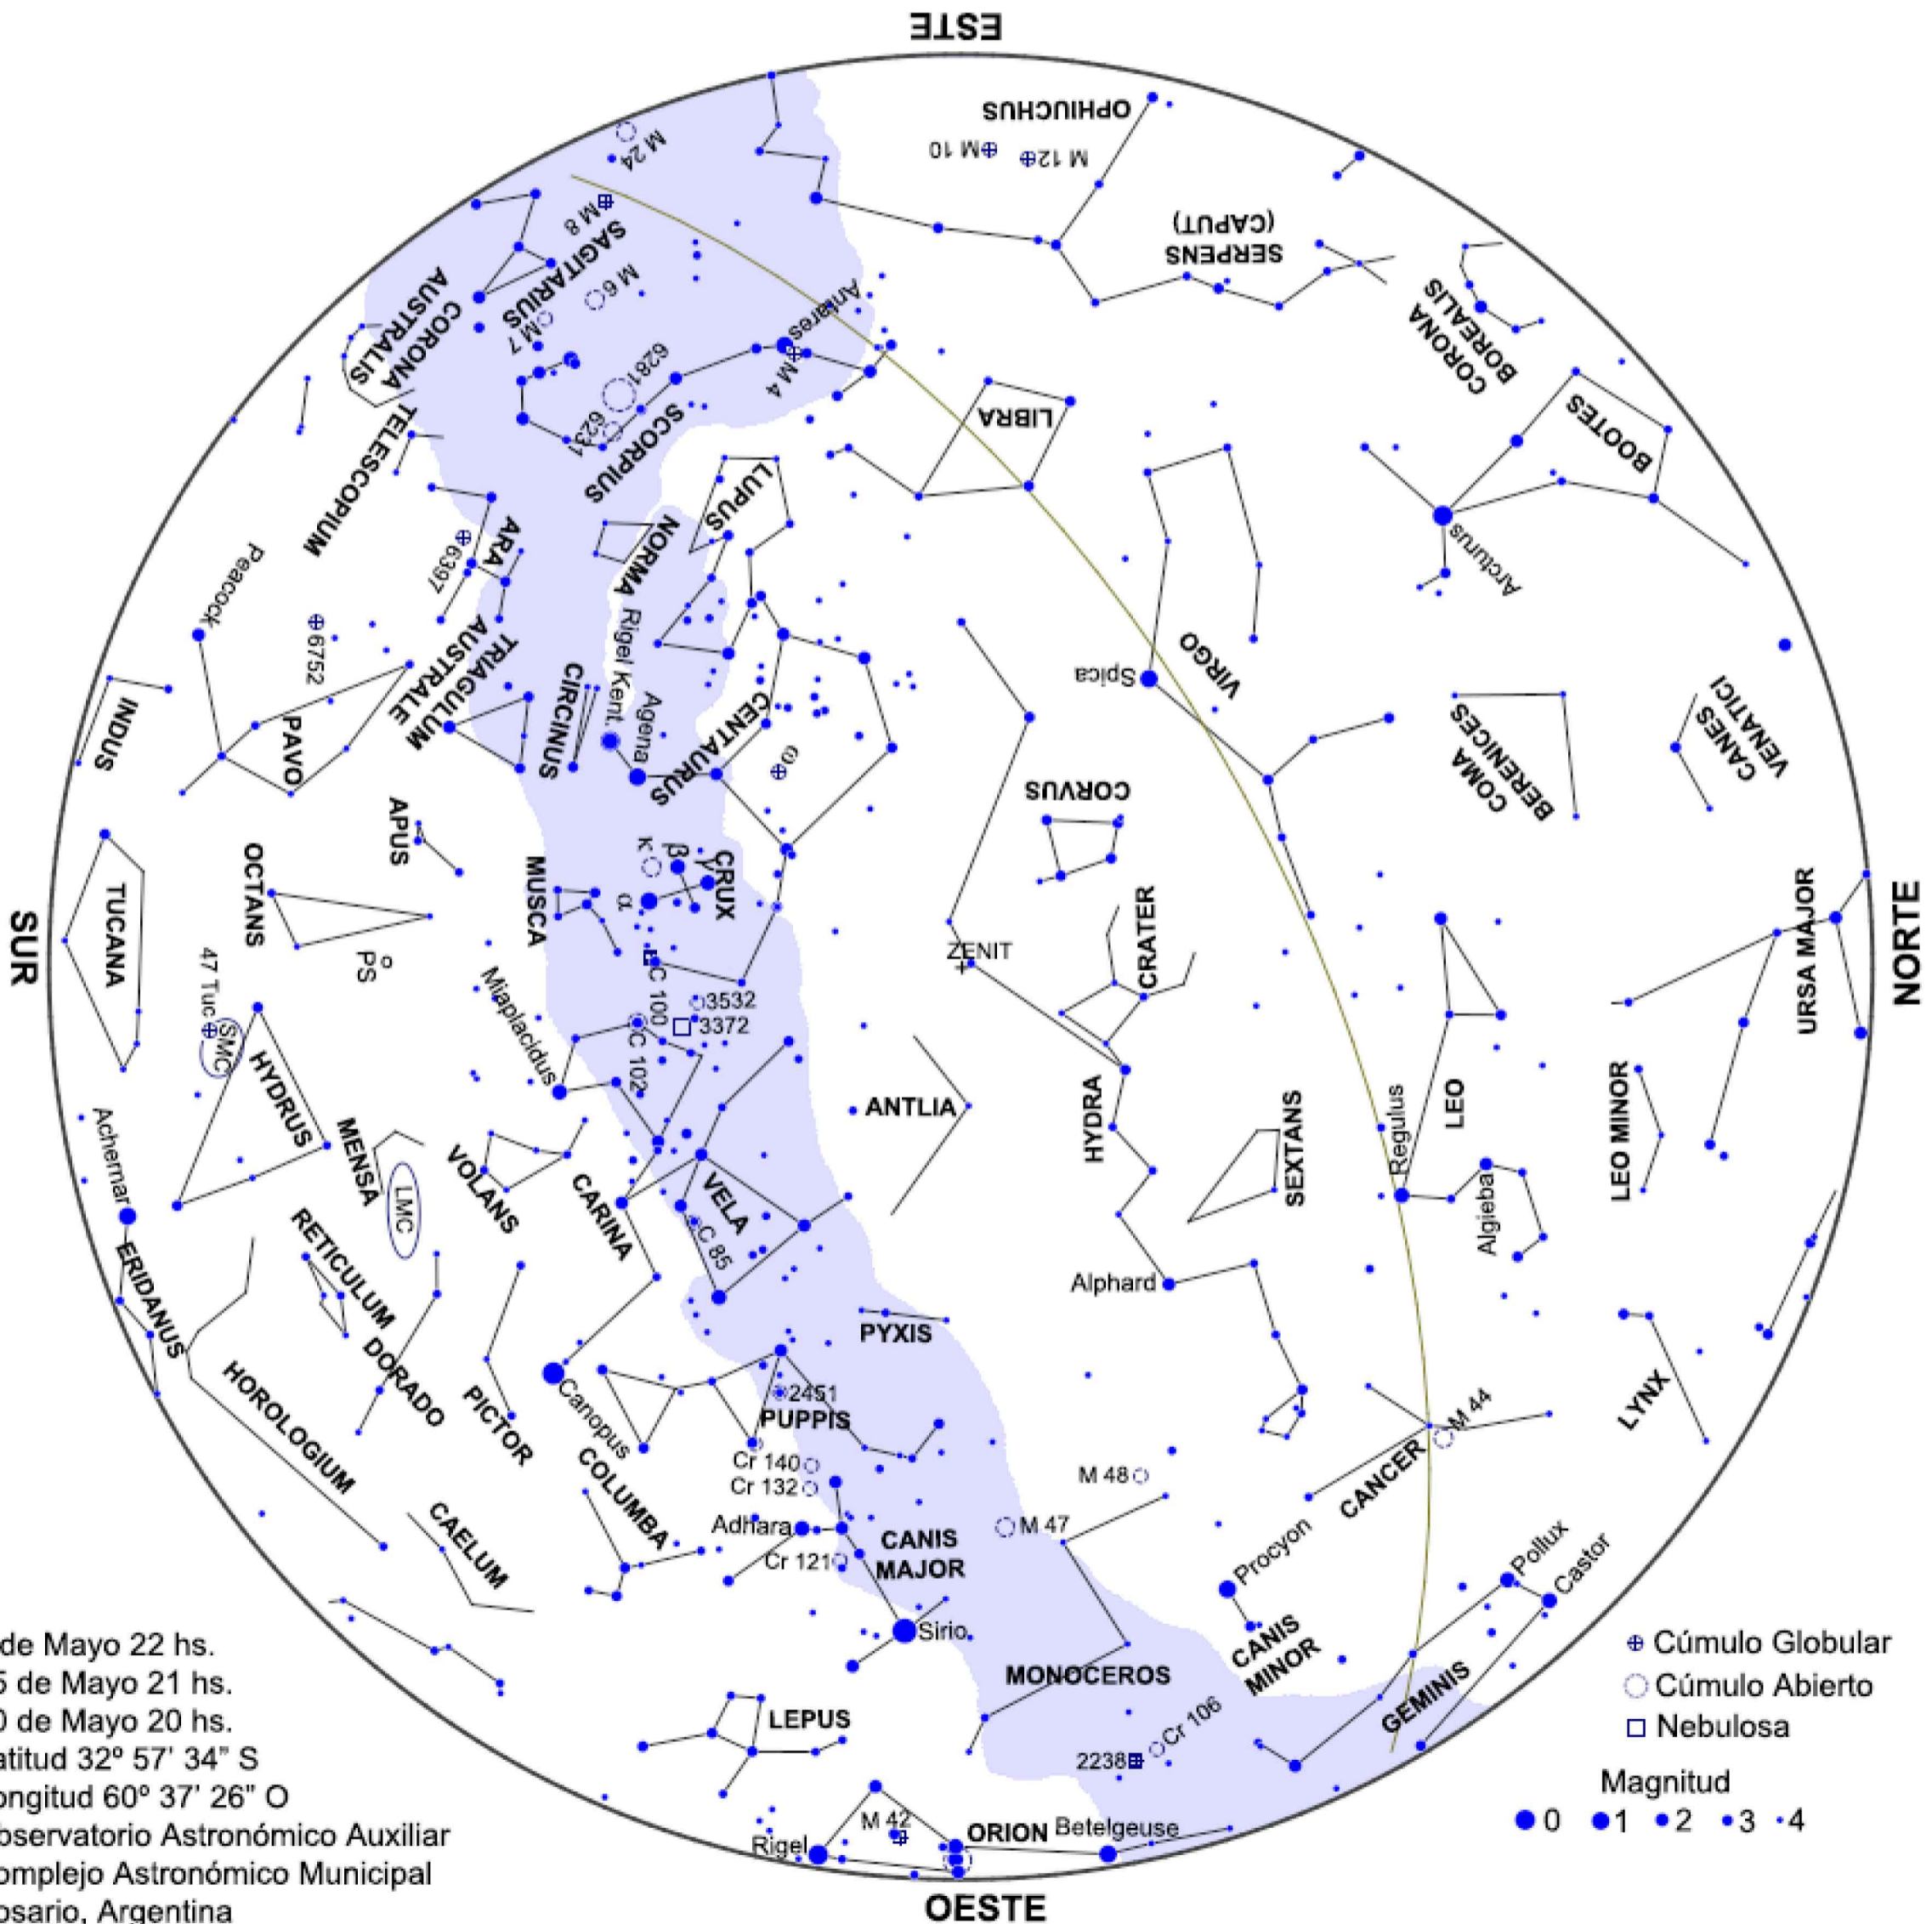 ESTE
OPHIUCHUS
M 10
M 12
M 24
M 8
SAGITARIUS
SERPENS
(CAPUT)
M 6
M 7
CORONA
AUSTRALIS
Antares
M 4
CORONA
BOREALIS
6281
6231
SCORPIUS
LIBRA
BOOTES
TELESCOPIUM
LUPUS
NORMA
ARA
6397
Arcturus
Peacock
6752
TRIAGULUM
AUSTRALE
CIRCINUS
Rigel Kent.
Agena
CENTAURUS
ω
Spica
VIRGO
INDUS
PAVO
COMA
BERENICES
CANES
VENATICI
CORVUS
APUS
OCTANS
TUCANA
MUSCA
κ
β
γ
α
CRUX
SUR
NORTE
URSA MAJOR
ZENIT
CRATER
PS
47 Tuc
SMC
HYDRUS
Miaplacidus
C 100
3532
3372
C 102
ANTLIA
HYDRA
SEXTANS
Regulus
LEO
LEO MINOR
Achernar
MENSA
LMC
VOLANS
CARINA
VELA
C 85
Algieba
Alphard
ERIDANUS
RETICULUM
DORADO
HOROLOGIUM
PICTOR
Canopus
PYXIS
2451
PUPPIS
LYNX
M 44
CANCER
Cr 140
Cr 132
COLUMBA
CAELUM
Adhara
Cr 121
CANIS
MAJOR
M 48
M 47
Procyon
Pollux
Castor
Sirio
CANIS
MINOR
MONOCEROS
GEMINIS
LEPUS
Cr 106
2238
M 42
Rigel
ORION
Betelgeuse
OESTE
de Mayo 22 hs.
5 de Mayo 21 hs.
0 de Mayo 20 hs.
atitud 32º 57' 34” S
ongitud 60º 37' 26" O
bservatorio Astronómico Auxiliar
omplejo Astronómico Municipal
osario, Argentina
Cúmulo Globular
Cúmulo Abierto
Nebulosa
Magnitud
0 1 2 3 4